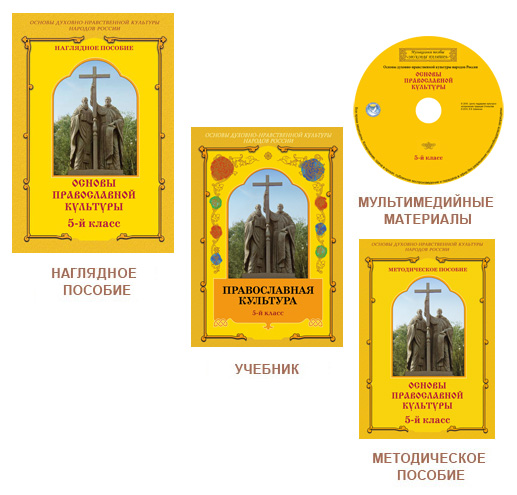 ОСНОВЫ ДУХОВНО-НРАВСТВЕННОЙ КУЛЬТУРЫ
НАРОДОВ РОССИИ
НАГЛЯДНОЕ ПОСОБИЕ
ОСНОВЫ
ПРАВОСЛАВНОЙ
КУЛЬТУРЫ
5-й класс
НАГЛЯДНОЕ
ПОСОБИЕ
ОСНОВЫ ДУХОВНО-НРАВСТВЕННОЙ КУЛЬТУРЫ
НАРОДОВ РОССИИ
ПРАВОСЛАВНАЯ
КУЛЬТУРА
5-й класс
УЧЕБНИК
Основы духовно-нравственной культуры народов России
ОСНОВЫ
ПРАВОСЛАВНОЙ
КУЛЬТУРЫ
5-й класс
МУЛЬТИМЕДИЙНЫЕ
МАТЕРИАЛЫ
ОСНОВЫ ДУХОВНО-НРАВСТВЕННОЙ КУЛЬТУРЫ
НАРОДОВ РОССИИ
МЕТОДИЧЕСКОЕ ПОСОБИЕ
ОСНОВЫ
ПРАВОСЛАВНОЙ
КУЛЬТУРЫ
5-й класс
МЕТОДИЧЕСКОЕ
ПОСОБИЕ